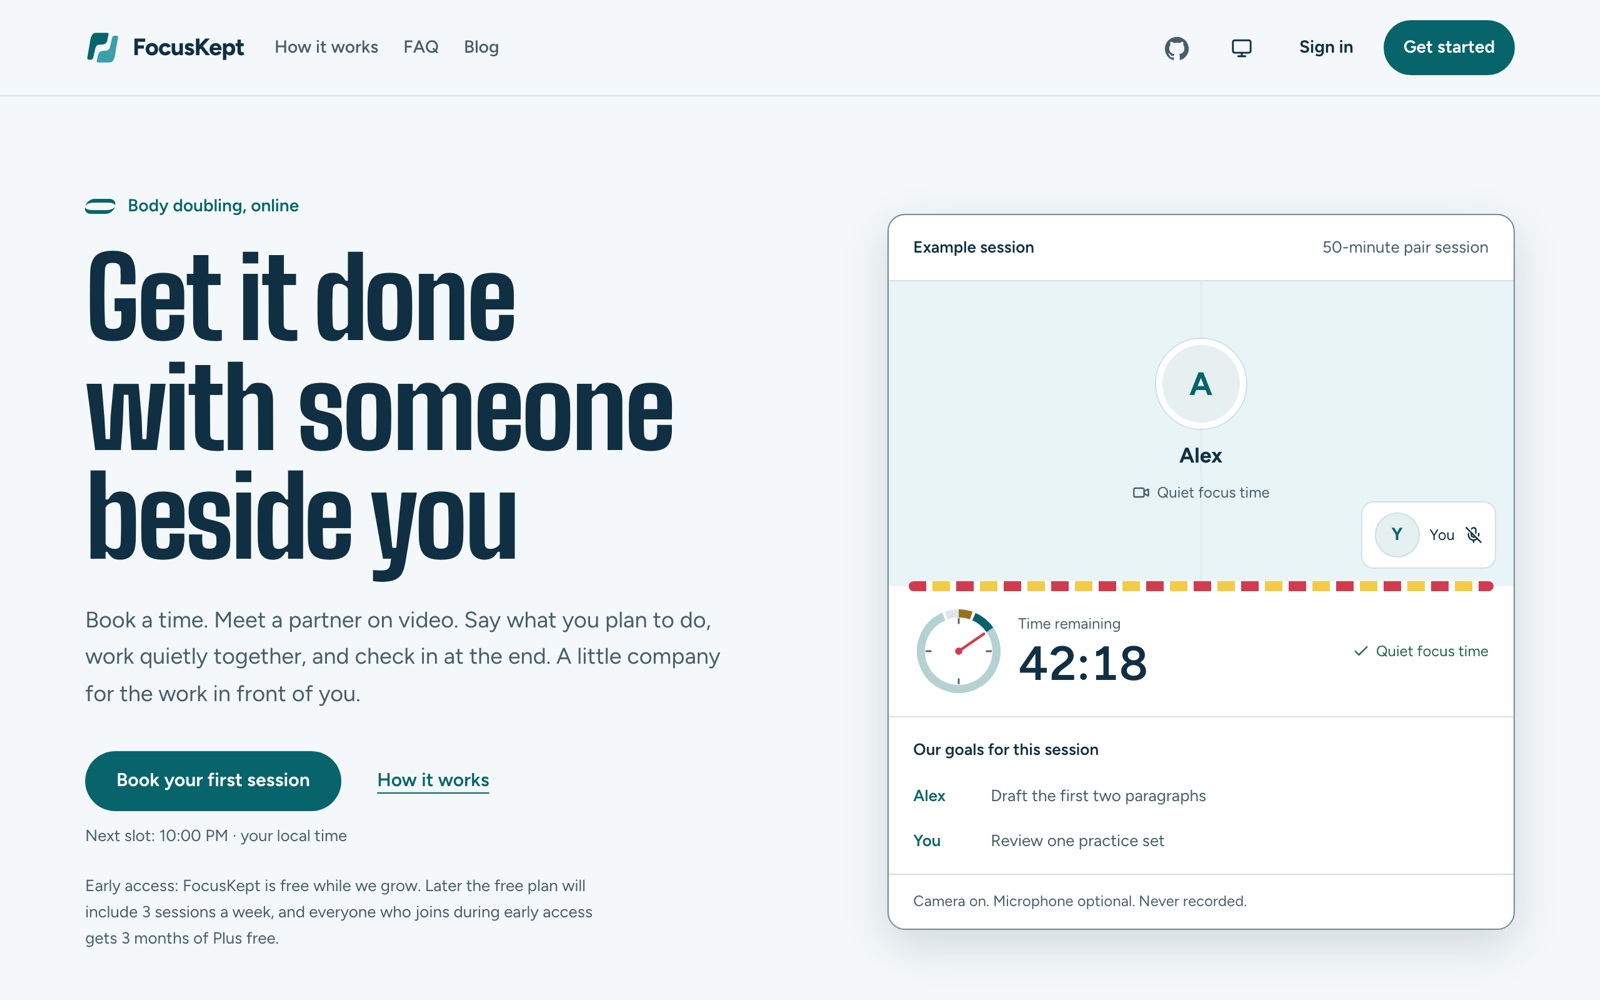 FocusKept
How it works
FAQ
Blog
Sign in
Get started
Body doubling, online
Get it done
with someone
beside you
Book a time. Meet a partner on video. Say what you plan to do,
work quietly together, and check in at the end. A little company
for the work in front of you.
Book your first session
How it works
Next slot: 10:00 PM · your local time
Early access: FocusKept is free while we grow. Later the free plan will
include 3 sessions a week, and everyone who joins during early access
gets 3 months of Plus free.
Example session
50-minute pair session
A
Alex
Quiet focus time
Y
You
Time remaining
42:18
Quiet focus time
Our goals for this session
Alex
Draft the first two paragraphs
You
Review one practice set
Camera on. Microphone optional. Never recorded.